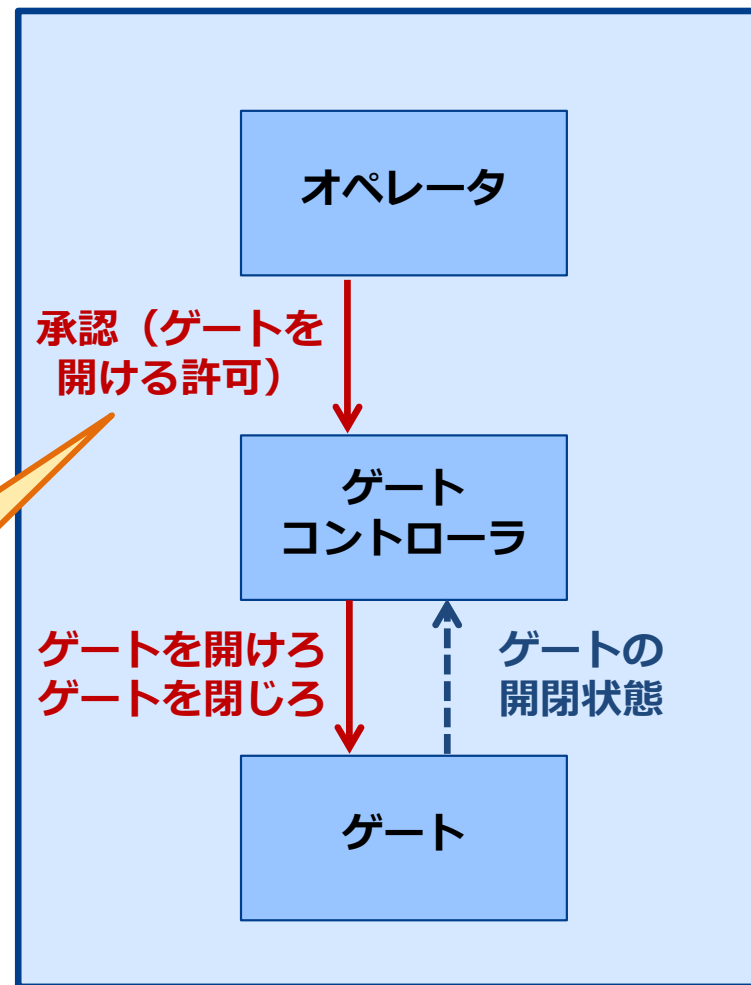 オペレータ
承認（ゲートを
開ける許可）
ゲート
コントローラ
ゲートを開けろ
ゲートを閉じろ
ゲートの
開閉状態
ゲート